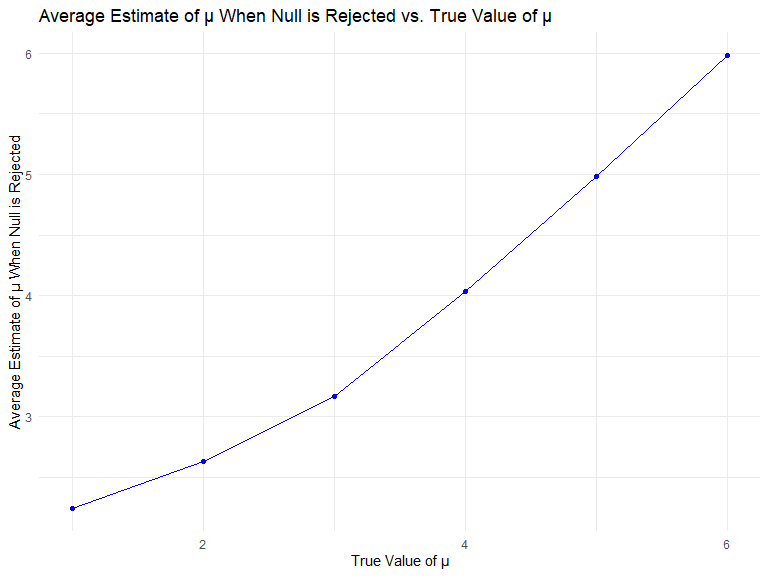 Average Estimate of μ When Null is Rejected vs. True Value of μ
Average Estimate of μ When Null is Rejected
6
5
4
3
2
4
6
True Value of μ